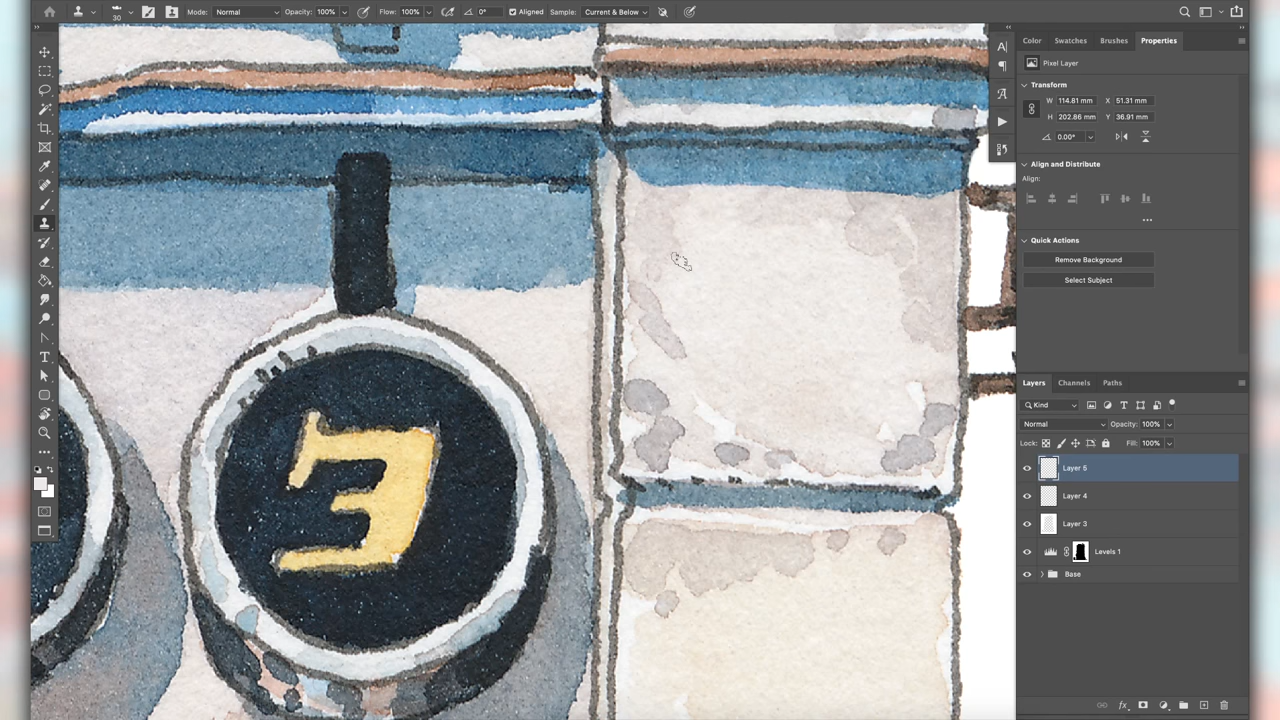 30
Mode: Normal
Opacity: 100%
Flow: 100%
0°
Aligned
Sample: Current & Below
Color
Swatches
Brushes
Properties
Pixel Layer
Transform
W 114.81 mm
X 51.31 mm
H 202.86 mm
Y 36.91 mm
0.00°
Align and Distribute
Align:
Quick Actions
Remove Background
Select Subject
3
Layers
Channels
Paths
Kind
Normal
Opacity: 100%
Lock:
Fill: 100%
Layer 5
Layer 4
Layer 3
Levels 1
Base